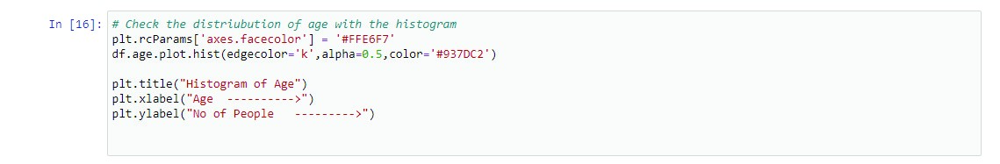 In [16]: # Check the distriubution of age with the histogram
plt.rcParams['axes.facecolor'] = '#FFE6F7'
df.age.plot.hist(edgecolor='k',alpha=0.5,color='#937DC2')
plt.title("Histogram of Age")
plt.xlabel("Age  ---------->")
plt.ylabel("No of People   --------->")